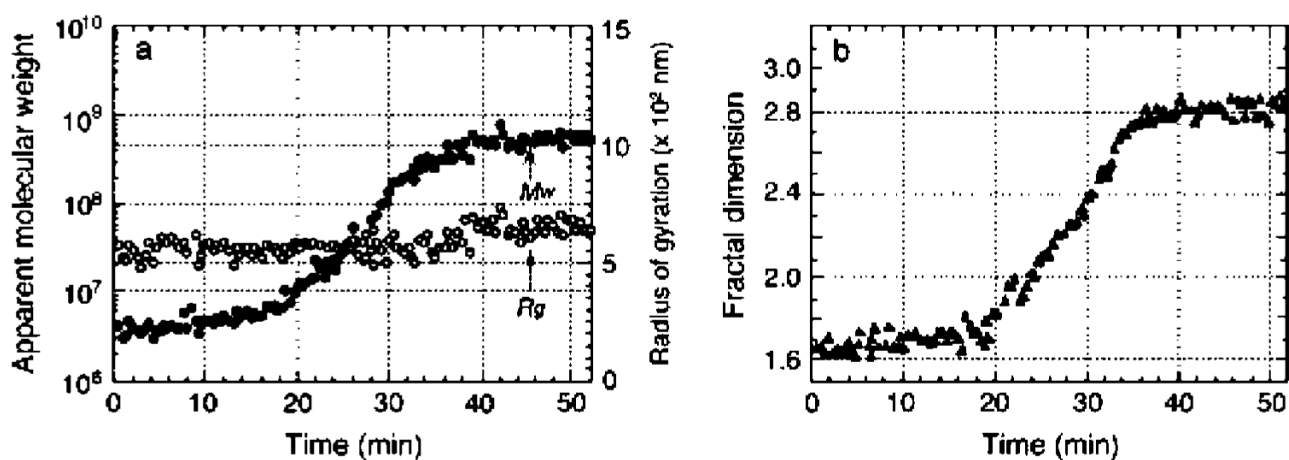 a
Apparent molecular weight
10¹⁰
10⁹
10⁸
10⁷
10⁶
0 10 20 30 40 50
Time (min)
15
10
5
0
Radius of gyration (x 10² nm)
Mw
Rg
b
Fractal dimension
3.0
2.8
2.4
2.0
1.6
0 10 20 30 40 50
Time (min)